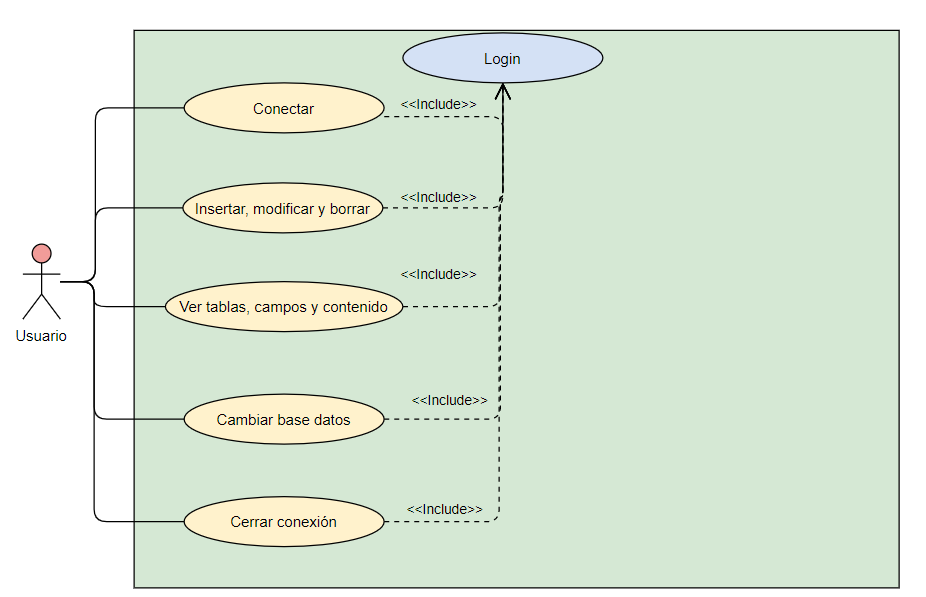 Login
Conectar
<<Include>>
Insertar, modificar y borrar
<<Include>>
Ver tablas, campos y contenido
<<Include>>
Usuario
Cambiar base datos
<<Include>>
Cerrar conexión
<<Include>>